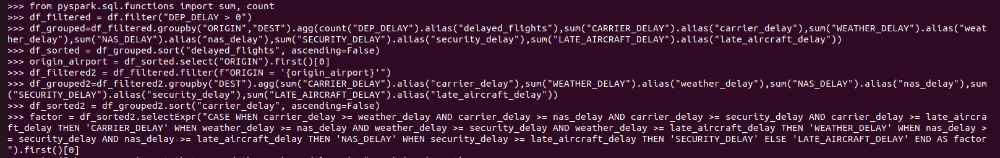 >>> from pyspark.sql.functions import sum, count
>>> df_filtered = df.filter("DEP_DELAY > 0")
>>> df_grouped=df_filtered.groupby("ORIGIN","DEST").agg(count("DEP_DELAY").alias("delayed_flights"),sum("CARRIER_DELAY").alias("carrier_delay"),sum("WEATHER_DELAY").alias("weat
her_delay"),sum("NAS_DELAY").alias("nas_delay"),sum("SECURITY_DELAY").alias("security_delay"),sum("LATE_AIRCRAFT_DELAY").alias("late_aircraft_delay"))
>>> df_sorted = df_grouped.sort("delayed_flights", ascending=False)
>>> origin_airport = df_sorted.select("ORIGIN").first()[0]
>>> df_filtered2 = df_filtered.filter(f"ORIGIN = '{origin_airport}'")
>>> df_grouped2=df_filtered2.groupby("DEST").agg(sum("CARRIER_DELAY").alias("carrier_delay"),sum("WEATHER_DELAY").alias("weather_delay"),sum("NAS_DELAY").alias("nas_delay"),sum
("SECURITY_DELAY").alias("security_delay"),sum("LATE_AIRCRAFT_DELAY").alias("late_aircraft_delay"))
>>> df_sorted2 = df_grouped2.sort("carrier_delay", ascending=False)
>>> factor = df_sorted2.selectExpr("CASE WHEN carrier_delay >= weather_delay AND carrier_delay >= nas_delay AND carrier_delay >= security_delay AND carrier_delay >= late_aircra
ft_delay THEN 'CARRIER_DELAY' WHEN weather_delay >= nas_delay AND weather_delay >= security_delay AND weather_delay >= late_aircraft_delay THEN 'WEATHER_DELAY' WHEN nas_delay >
= security_delay AND nas_delay >= late_aircraft_delay THEN 'NAS_DELAY' WHEN security_delay >= late_aircraft_delay THEN 'SECURITY_DELAY' ELSE 'LATE_AIRCRAFT_DELAY' END AS factor
").first()[0]